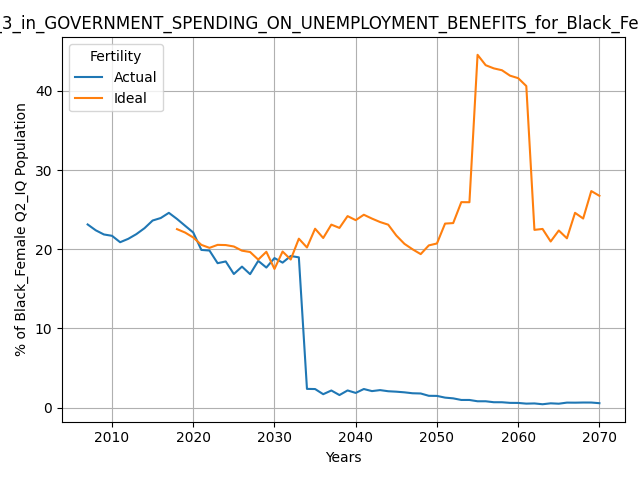 _3_in_GOVERNMENT_SPENDING_ON_UNEMPLOYMENT_BENEFITS_for_Black_Fe
Fertility
Actual
Ideal
% of Black_Female Q2_IQ Population
40
30
20
10
0
2010 2020 2030 2040 2050 2060 2070
Years